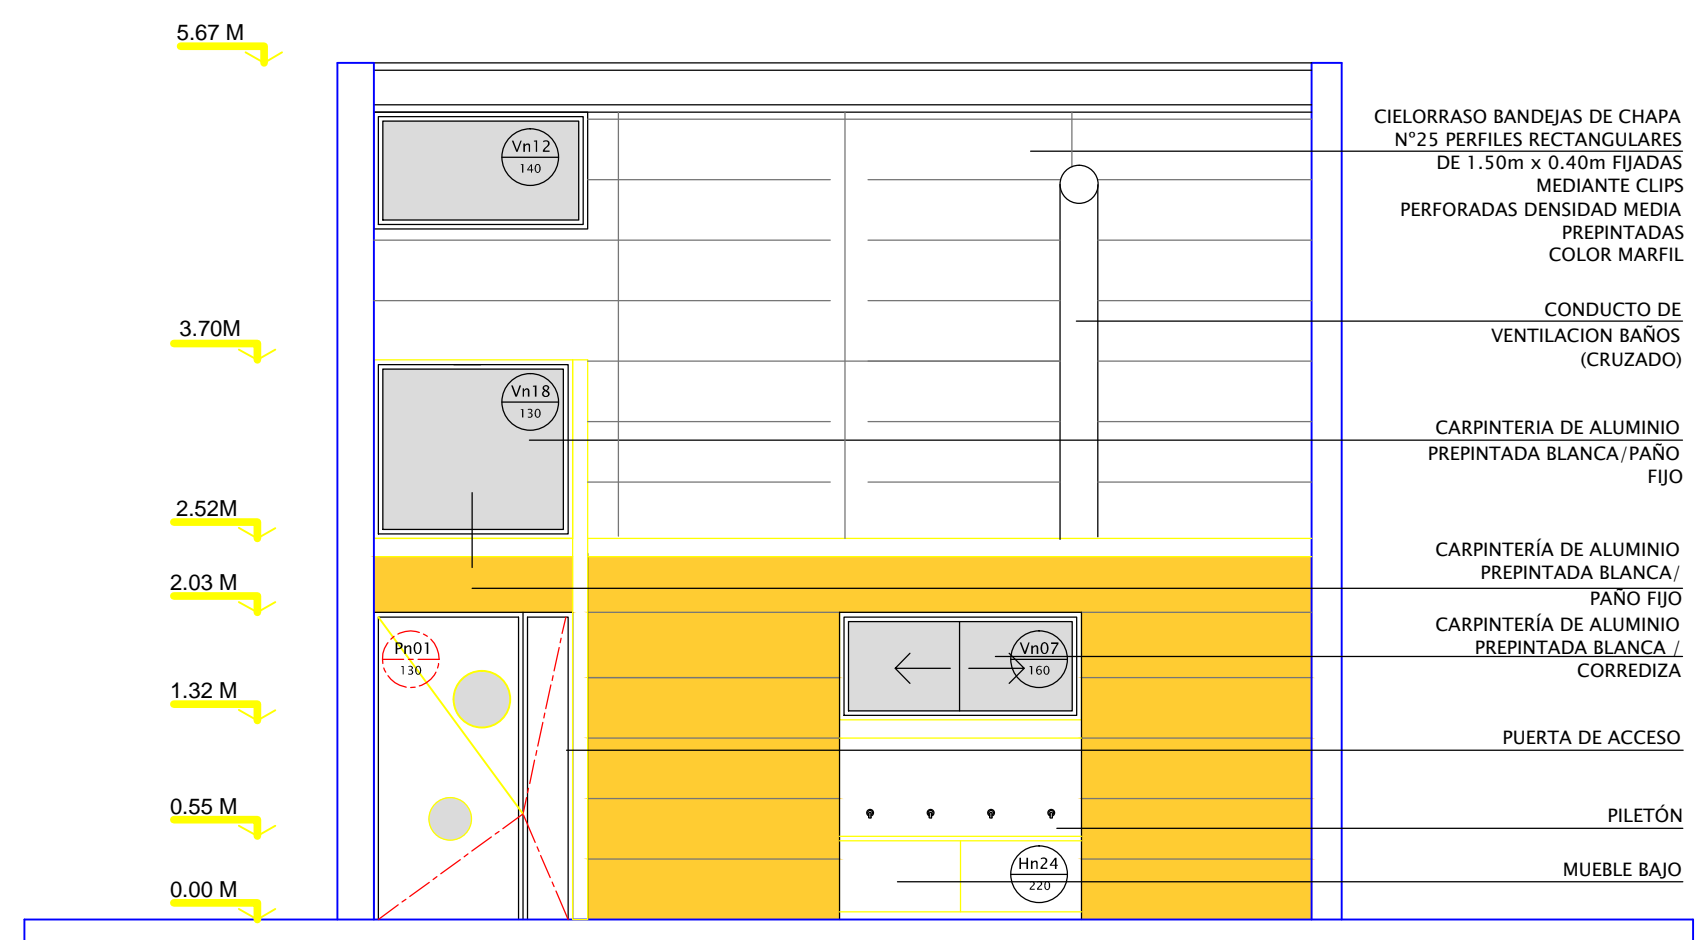 5.67 M
3.70M
2.52M
2.03 M
1.32 M
0.55 M
0.00 M
Vn12
140
Vn18
130
Pn01
130
Vn07
160
Hn24
220
CIELORRASO BANDEJAS DE CHAPA
Nº25 PERFILES RECTANGULARES
DE 1.50m x 0.40m FIJADAS
MEDIANTE CLIPS
PERFORADAS DENSIDAD MEDIA
PREPINTADAS
COLOR MARFIL
CONDUCTO DE
VENTILACION BAÑOS
(CRUZADO)
CARPINTERIA DE ALUMINIO
PREPINTADA BLANCA/PAÑO
FIJO
CARPINTERÍA DE ALUMINIO
PREPINTADA BLANCA/
PAÑO FIJO
CARPINTERÍA DE ALUMINIO
PREPINTADA BLANCA /
CORREDIZA
PUERTA DE ACCESO
PILETÓN
MUEBLE BAJO